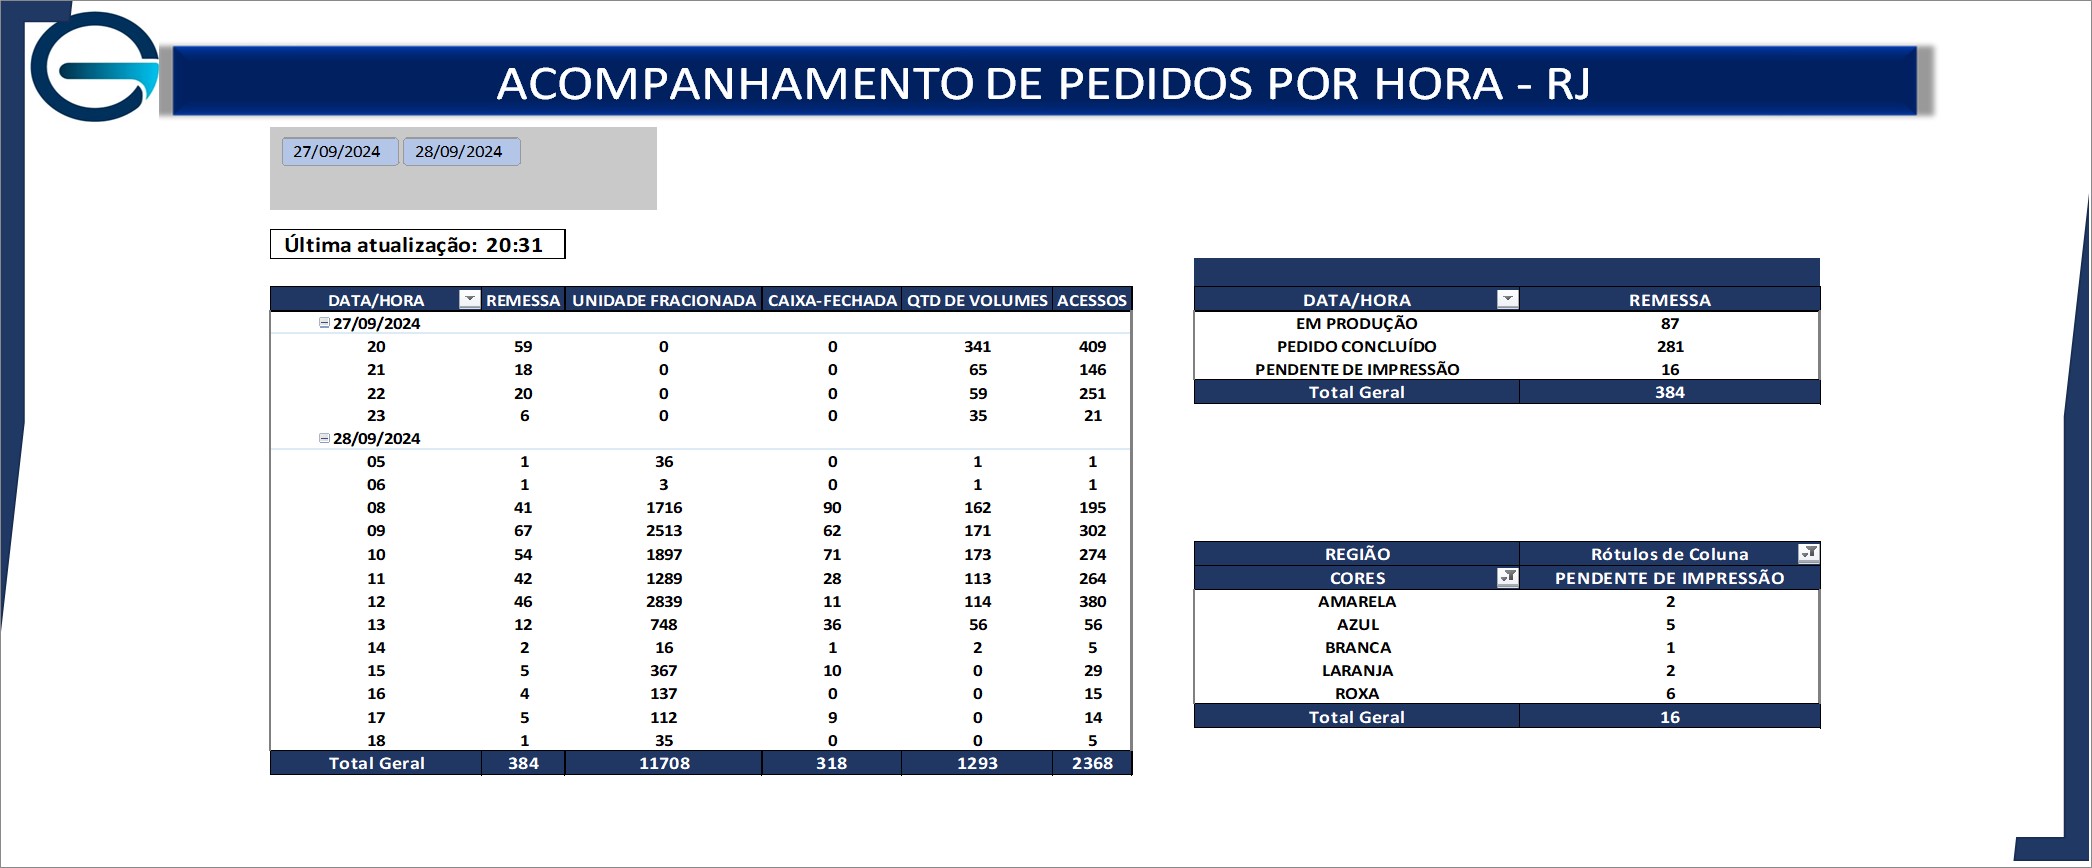 ACOMPANHAMENTO DE PEDIDOS POR HORA - RJ
27/09/2024 28/09/2024
Última atualização: 20:31
DATA/HORA REMESSA UNIDADE FRACIONADA CAIXA-FECHADA QTD DE VOLUMES ACESSOS
27/09/2024
20 59 0 0 341 409
21 18 0 0 65 146
22 20 0 0 59 251
23 6 0 0 35 21
28/09/2024
05 1 36 0 1 1
06 1 3 0 1 1
08 41 1716 90 162 195
09 67 2513 62 171 302
10 54 1897 71 173 274
11 42 1289 28 113 264
12 46 2839 11 114 380
13 12 748 36 56 56
14 2 16 1 2 5
15 5 367 10 0 29
16 4 137 0 0 15
17 5 112 9 0 14
18 1 35 0 0 5
Total Geral 384 11708 318 1293 2368
DATA/HORA REMESSA
EM PRODUÇÃO 87
PEDIDO CONCLUÍDO 281
PENDENTE DE IMPRESSÃO 16
Total Geral 384
REGIÃO Rótulos de Coluna
CORES PENDENTE DE IMPRESSÃO
AMARELA 2
AZUL 5
BRANCA 1
LARANJA 2
ROXA 6
Total Geral 16